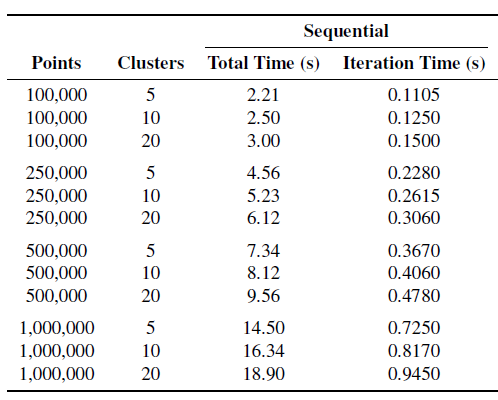 Sequential
Points Clusters Total Time (s) Iteration Time (s)
100,000 5 2.21 0.1105
100,000 10 2.50 0.1250
100,000 20 3.00 0.1500
250,000 5 4.56 0.2280
250,000 10 5.23 0.2615
250,000 20 6.12 0.3060
500,000 5 7.34 0.3670
500,000 10 8.12 0.4060
500,000 20 9.56 0.4780
1,000,000 5 14.50 0.7250
1,000,000 10 16.34 0.8170
1,000,000 20 18.90 0.9450